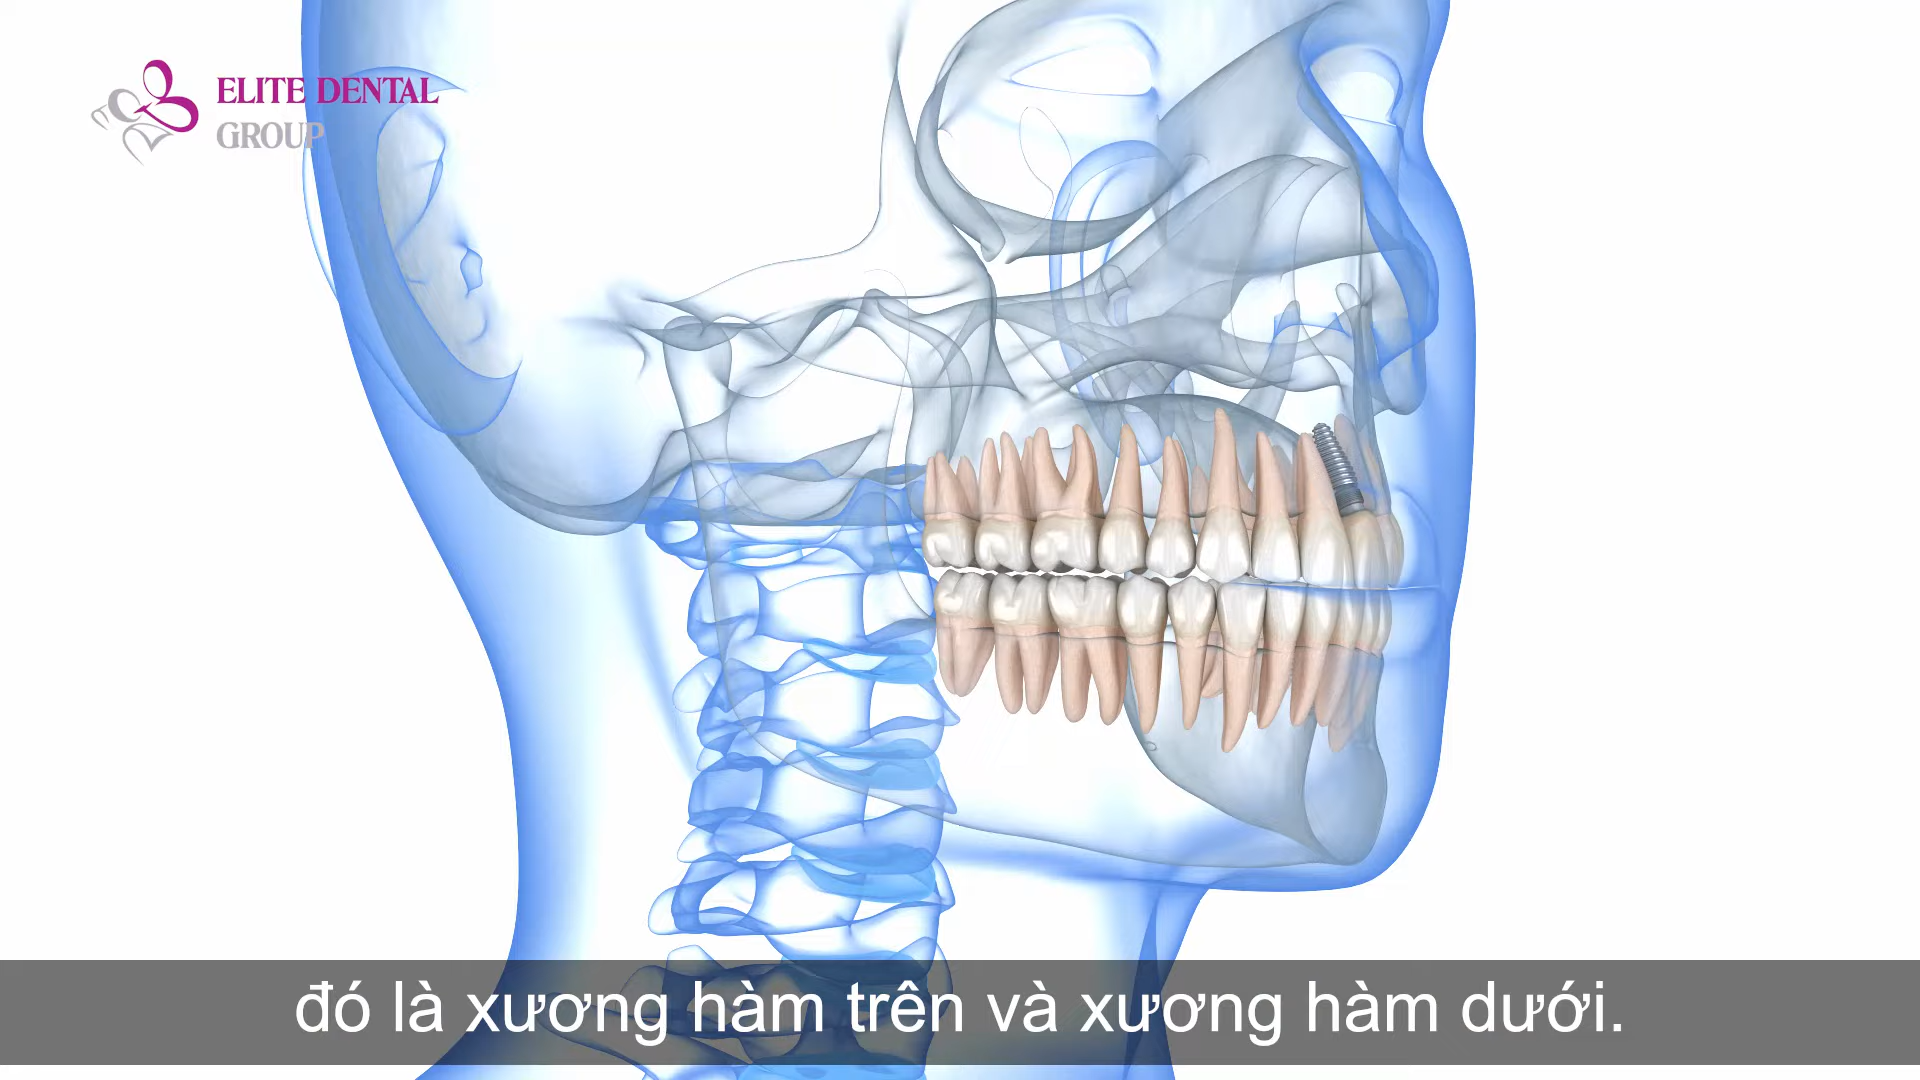 ELITE DENTAL
GROUP
đó là xương hàm trên và xương hàm dưới.